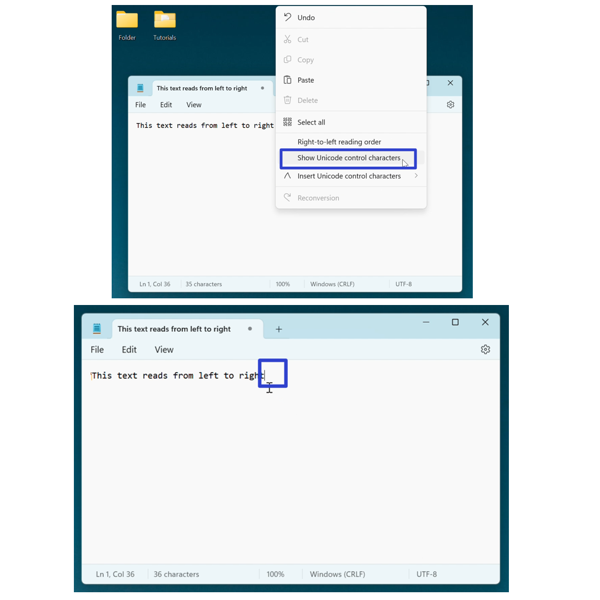 Folder
Tutorials
Undo
Cut
Copy
Paste
Delete
Select all
Right-to-left reading order
Show Unicode control characters
Insert Unicode control characters
Reconversion
This text reads from left to right
File Edit View
This text reads from left to right
Ln 1, Col 36 35 characters 100% Windows (CRLF) UTF-8
This text reads from left to right
File Edit View
This text reads from left to right
Ln 1, Col 36 36 characters 100% Windows (CRLF) UTF-8